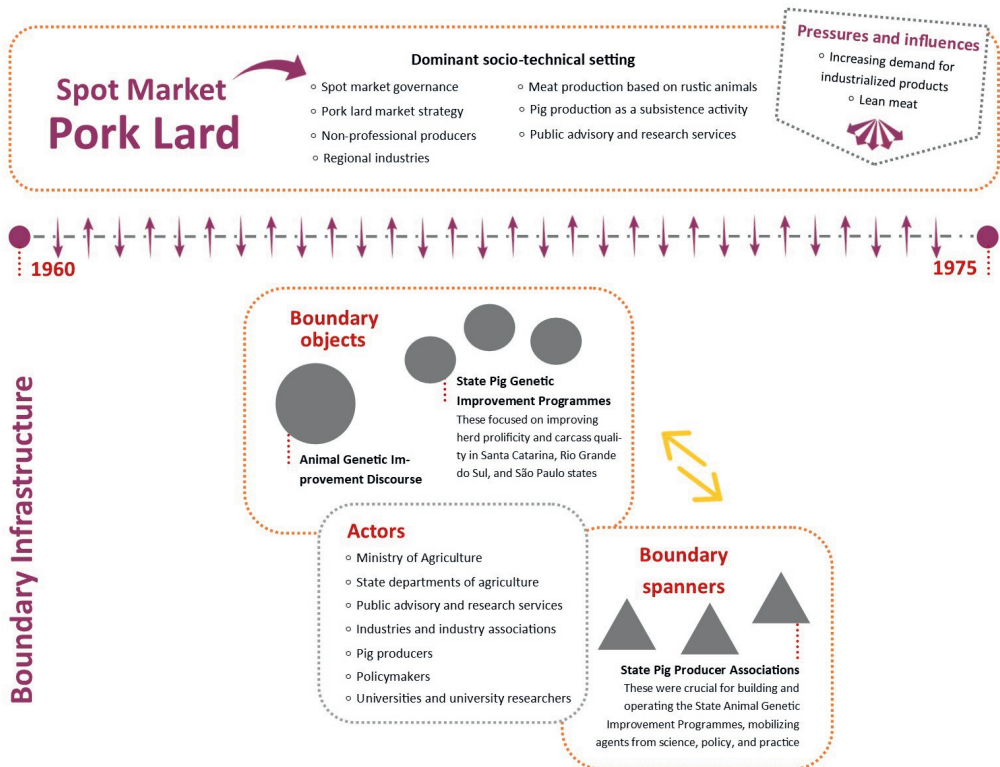 Spot Market
Pork Lard
Dominant socio-technical setting
Spot market governance
Pork lard market strategy
Non-professional producers
Regional industries
Meat production based on rustic animals
Pig production as a subsistence activity
Public advisory and research services
Pressures and influences
Increasing demand for
industrialized products
Lean meat
1960
1975
Boundary Infrastructure
Boundary
objects
Animal Genetic Im-
provement Discourse
State Pig Genetic
Improvement Programmes
These focused on improving
herd prolificity and carcass quali-
ty in Santa Catarina, Rio Grande
do Sul, and São Paulo states
Actors
Ministry of Agriculture
State departments of agriculture
Public advisory and research services
Industries and industry associations
Pig producers
Policymakers
Universities and university researchers
Boundary
spanners
State Pig Producer Associations
These were crucial for building and
operating the State Animal Genetic
Improvement Programmes, mobilizing
agents from science, policy, and practice